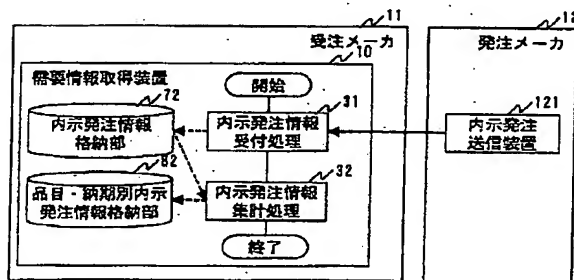 11
受注メーカ
10
需要情報取得装置
72
内示発注情報
格納部
82
品目・納期別内示
発注情報格納部
開始
31
内示発注情報
受付処理
32
内示発注情報
集計処理
終了
発注メーカ
121
内示発注
送信装置